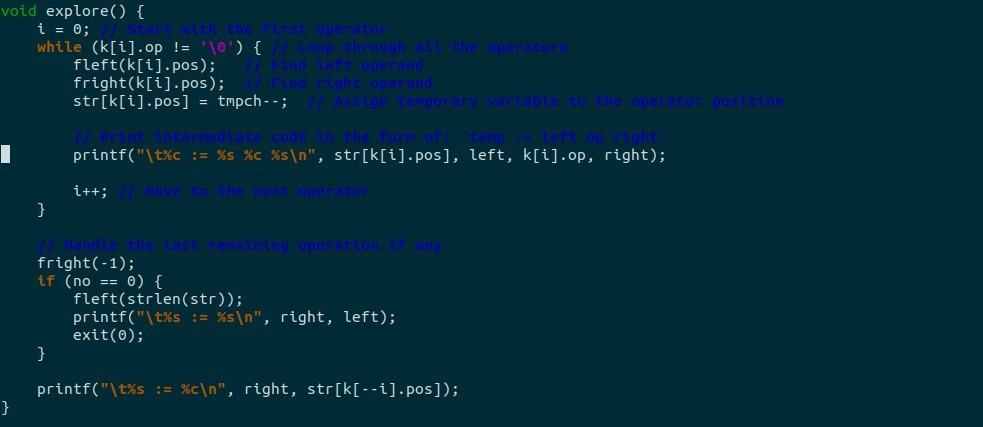 void explore() {
    i = 0; // Start with the first operator
    while (k[i].op != '\0') { // Loop through all the operators
        fleft(k[i].pos);   // Find left operand
        fright(k[i].pos);  // Find right operand
        str[k[i].pos] = tmpch--;  // Assign temporary variable to the operator position
        // Print intermediate code in the form of: `temp := left op right`
        printf("\t%c := %s %c %s\n", str[k[i].pos], left, k[i].op, right);
        i++; // Move to the next operator
    }
    // Handle the last remaining operation if any
    fright(-1);
    if (no == 0) {
        fleft(strlen(str));
        printf("\t%s := %s\n", right, left);
        exit(0);
    }
    printf("\t%s := %c\n", right, str[k[--i].pos]);
}